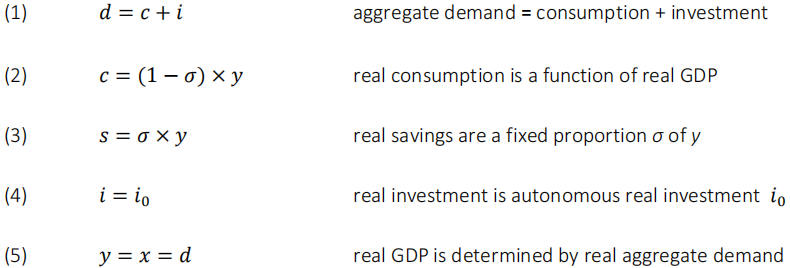 (1) d = c + i aggregate demand = consumption + investment
(2) c = (1 − σ) × y real consumption is a function of real GDP
(3) s = σ × y real savings are a fixed proportion σ of y
(4) i = i₀ real investment is autonomous real investment i₀
(5) y = x = d real GDP is determined by real aggregate demand